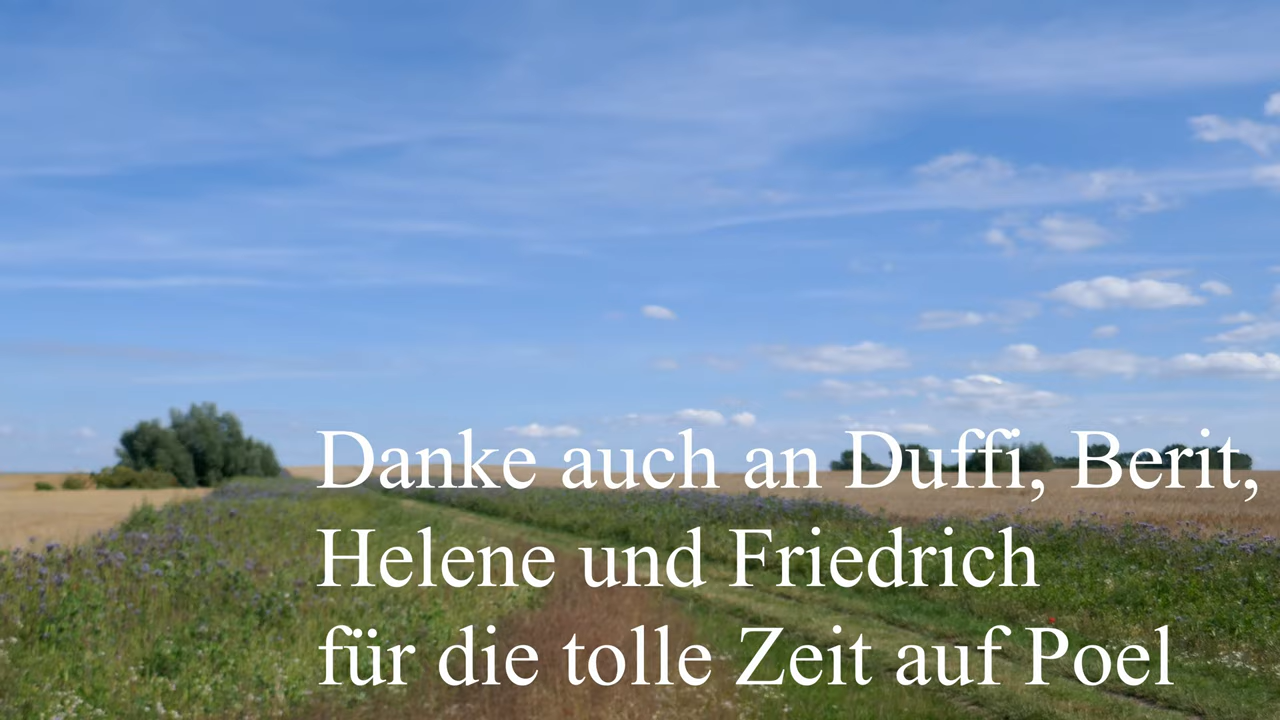 Danke auch an Duffi, Berit,
Helene und Friedrich
für die tolle Zeit auf Poel